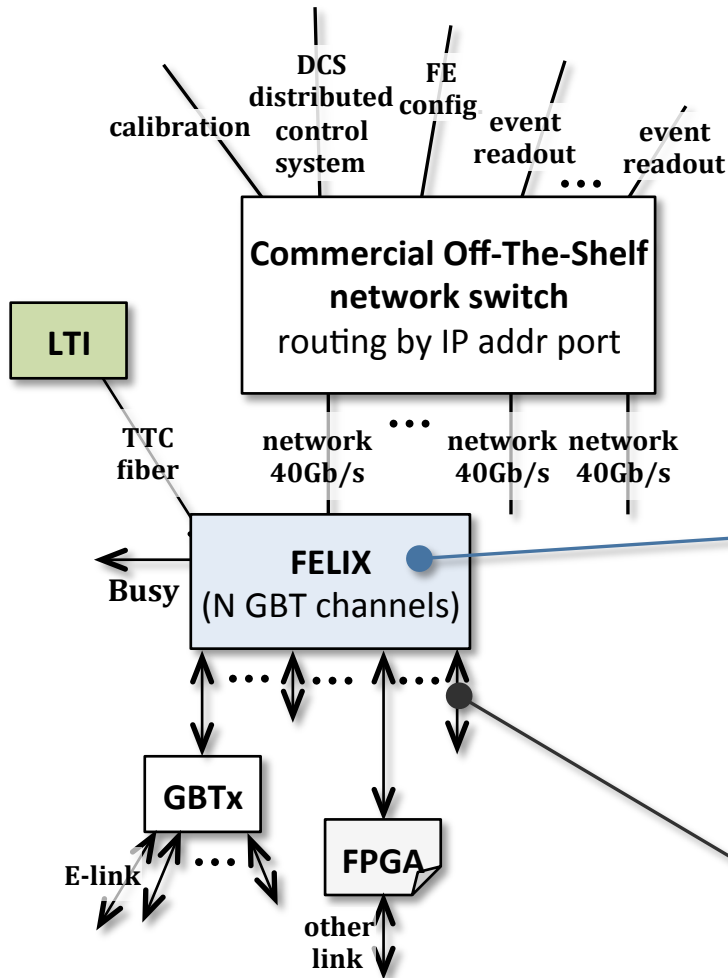 DCS
distributed
control
system
calibration
FE
config.
event
readout
...
event
readout
Commercial Off-The-Shelf
network switch
routing by IP addr port
LTI
TTC
fiber
network
40Gb/s
...
network
40Gb/s
network
40Gb/s
FELIX
(N GBT channels)
Busy
... ... ...
GBTx
E-link
...
FPGA
other
link